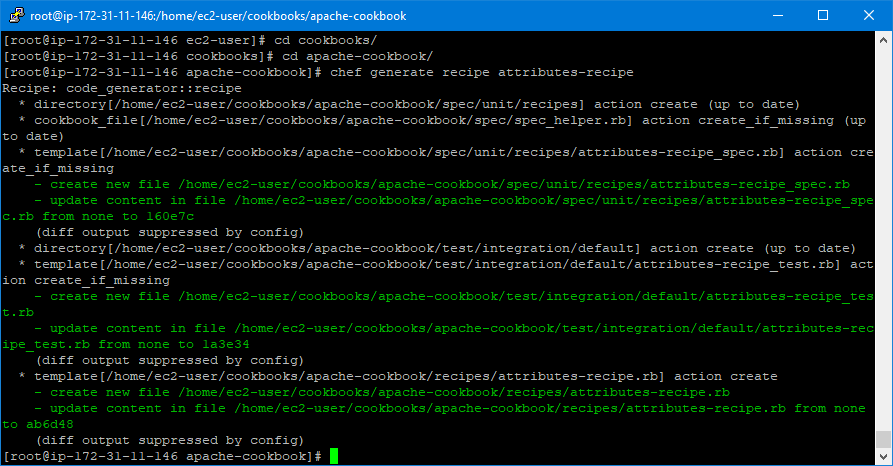 root@ip-172-31-11-146:/home/ec2-user/cookbooks/apache-cookbook
[root@ip-172-31-11-146 ec2-user]# cd cookbooks/
[root@ip-172-31-11-146 cookbooks]# cd apache-cookbook/
[root@ip-172-31-11-146 apache-cookbook]# chef generate recipe attributes-recipe
Recipe: code_generator::recipe
  * directory[/home/ec2-user/cookbooks/apache-cookbook/spec/unit/recipes] action create (up to date)
  * cookbook_file[/home/ec2-user/cookbooks/apache-cookbook/spec/spec_helper.rb] action create_if_missing (up
to date)
  * template[/home/ec2-user/cookbooks/apache-cookbook/spec/unit/recipes/attributes-recipe_spec.rb] action cre
ate_if_missing
    - create new file /home/ec2-user/cookbooks/apache-cookbook/spec/unit/recipes/attributes-recipe_spec.rb
    - update content in file /home/ec2-user/cookbooks/apache-cookbook/spec/unit/recipes/attributes-recipe_spe
c.rb from none to 160e7c
    (diff output suppressed by config)
  * directory[/home/ec2-user/cookbooks/apache-cookbook/test/integration/default] action create (up to date)
  * template[/home/ec2-user/cookbooks/apache-cookbook/test/integration/default/attributes-recipe_test.rb] act
ion create_if_missing
    - create new file /home/ec2-user/cookbooks/apache-cookbook/test/integration/default/attributes-recipe_tes
t.rb
    - update content in file /home/ec2-user/cookbooks/apache-cookbook/test/integration/default/attributes-rec
ipe_test.rb from none to 1a3e34
    (diff output suppressed by config)
  * template[/home/ec2-user/cookbooks/apache-cookbook/recipes/attributes-recipe.rb] action create
    - create new file /home/ec2-user/cookbooks/apache-cookbook/recipes/attributes-recipe.rb
    - update content in file /home/ec2-user/cookbooks/apache-cookbook/recipes/attributes-recipe.rb from none
to ab6d48
    (diff output suppressed by config)
[root@ip-172-31-11-146 apache-cookbook]#